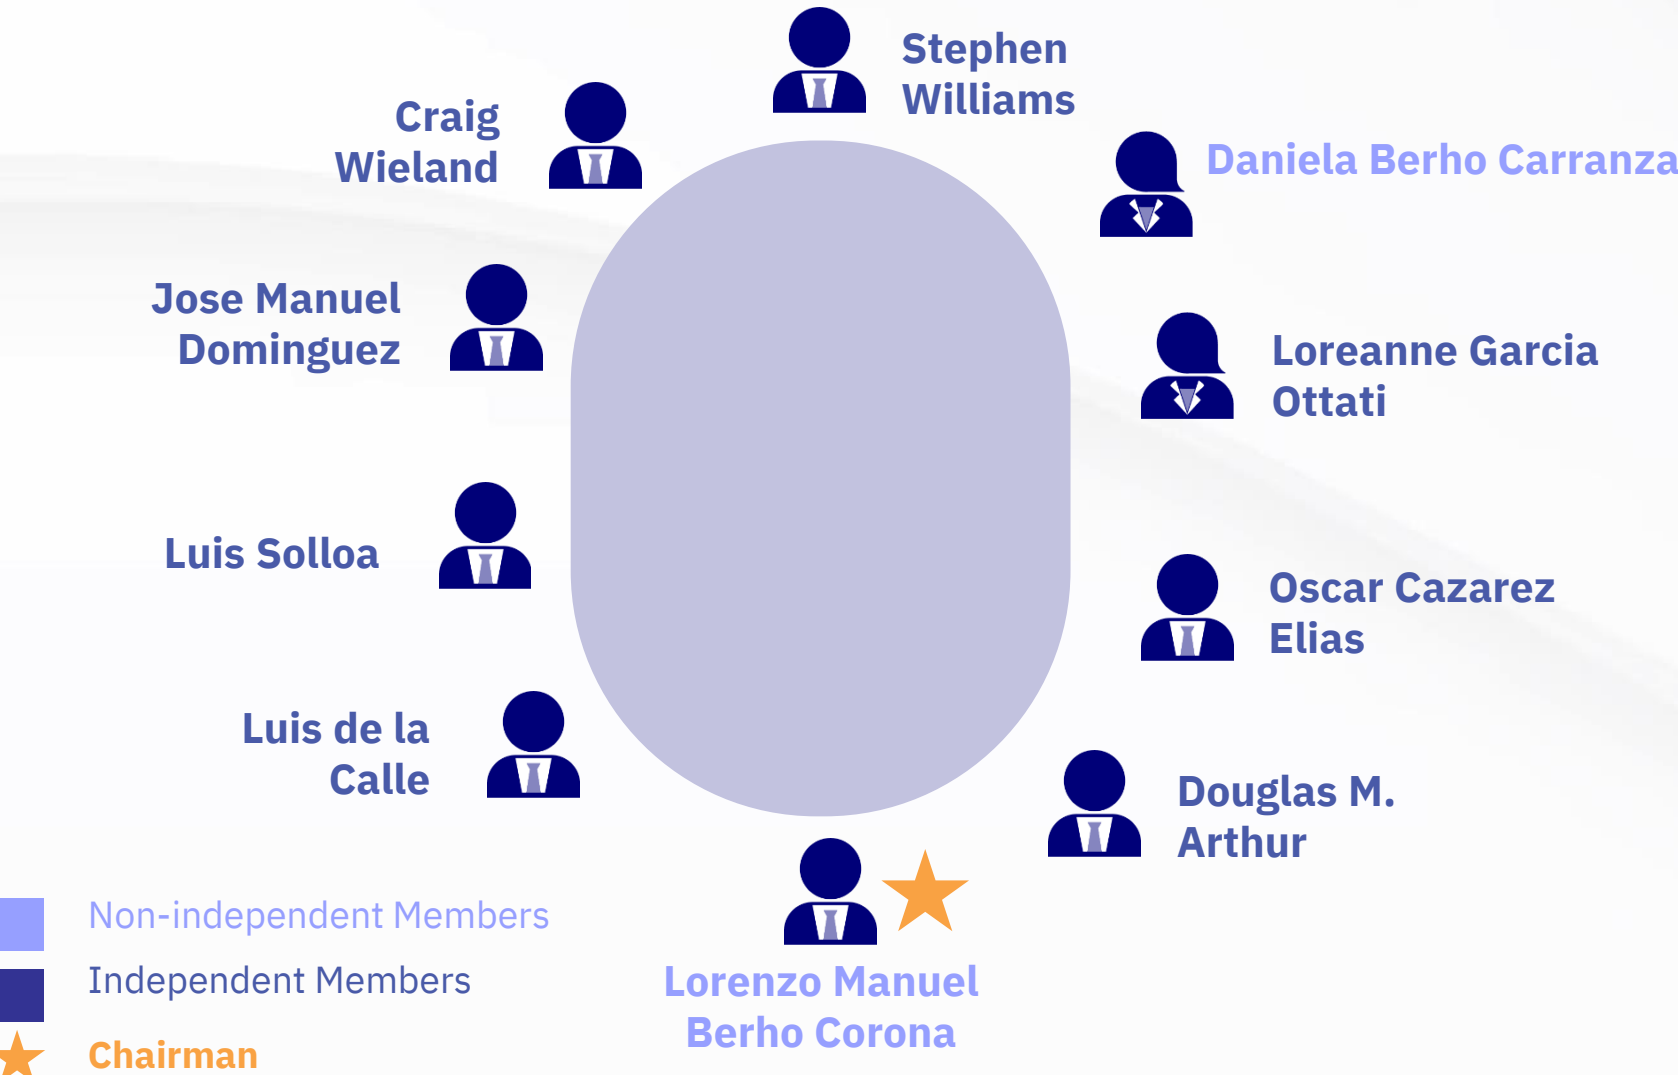 Stephen
Williams
Craig
Wieland
Daniela Berho Carranza
Jose Manuel
Dominguez
Loreanne Garcia
Ottati
Luis Solloa
Oscar Cazarez
Elias
Luis de la
Calle
Douglas M.
Arthur
Lorenzo Manuel
Berho Corona
Non-independent Members
Independent Members
Chairman